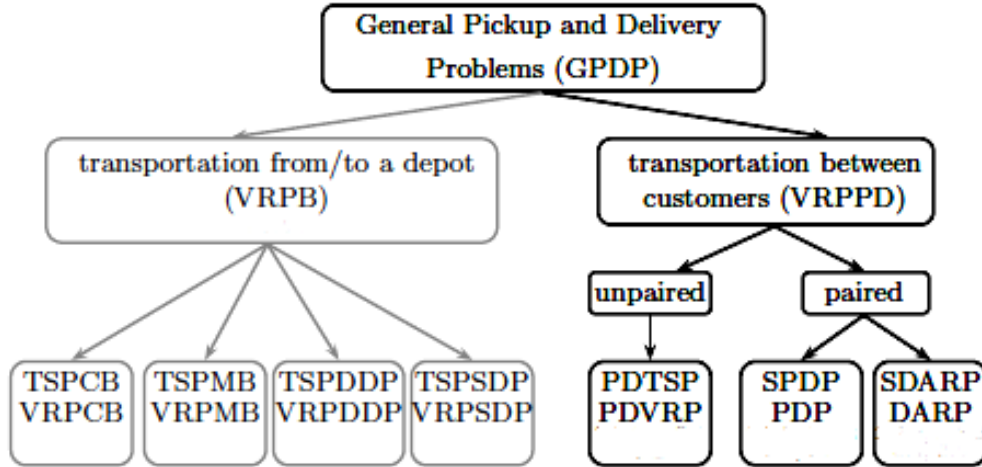 General Pickup and Delivery
Problems (GPDP)
transportation from/to a depot
(VRPB)
transportation between
customers (VRPPD)
unpaired
paired
TSPCB
VRPCB
TSPMB
VRPMB
TSPDDP
VRPDDP
TSPSDP
VRPSDP
PDTSP
PDVRP
SPDP
PDP
SDARP
DARP